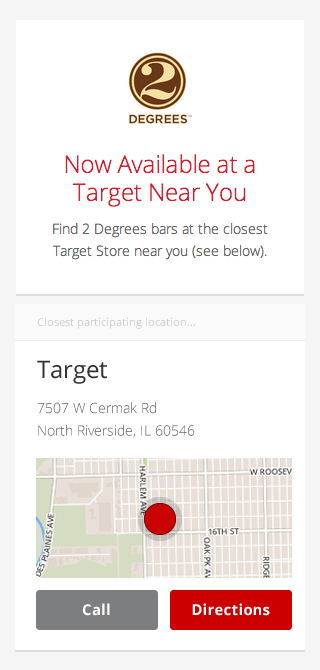 2
DEGREES™
Now Available at a
Target Near You
Find 2 Degrees bars at the closest
Target Store near you (see below).
Closest participating location...
Target
7507 W Cermak Rd
North Riverside, IL 60546
W ROOSEV
HARLEM AVE
DES PLAINES AVE
16TH ST
OAK PK AV
RIDGE
Call
Directions